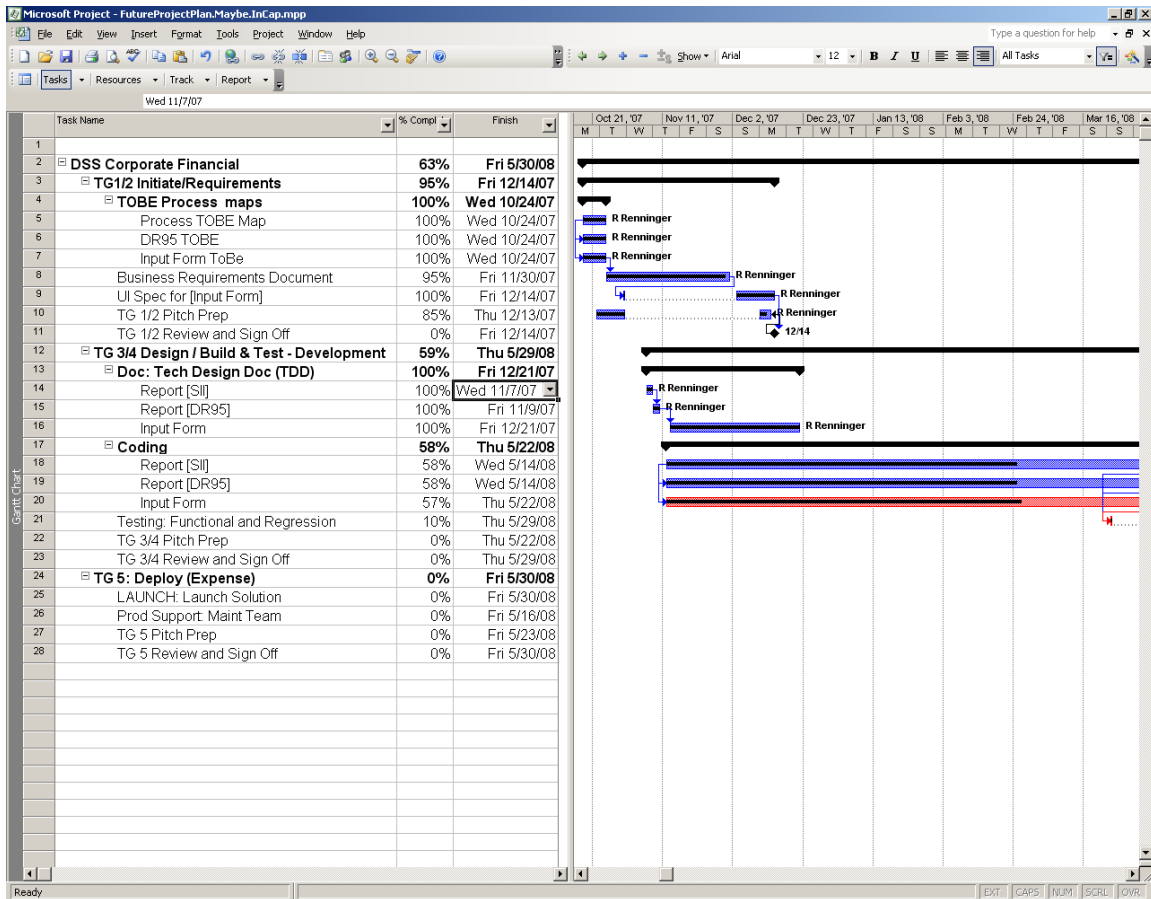 Microsoft Project - FutureProjectPlan.Maybe.InCap.mpp
File Edit View Insert Format Tools Project Window Help Type a question for help
Show Arial 12 B I U All Tasks
Tasks Resources Track Report
Wed 11/7/07
Task Name % Compl Finish Oct 21, '07 Nov 11, '07 Dec 2, '07 Dec 23, '07 Jan 13, '08 Feb 3, '08 Feb 24, '08 Mar 16, '08
M T W T F S S M T W T F S S M T W T F S S
1
2 DSS Corporate Financial 63% Fri 5/30/08
3 TG1/2 Initiate/Requirements 95% Fri 12/14/07
4 TOBE Process maps 100% Wed 10/24/07
5 Process TOBE Map 100% Wed 10/24/07 R Renninger
6 DR95 TOBE 100% Wed 10/24/07 R Renninger
7 Input Form ToBe 100% Wed 10/24/07 R Renninger
8 Business Requirements Document 95% Fri 11/30/07 R Renninger
9 UI Spec for [Input Form] 100% Fri 12/14/07 R Renninger
10 TG 1/2 Pitch Prep 85% Thu 12/13/07 R Renninger
11 TG 1/2 Review and Sign Off 0% Fri 12/14/07 12/14
12 TG 3/4 Design / Build & Test - Development 59% Thu 5/29/08
13 Doc: Tech Design Doc (TDD) 100% Fri 12/21/07
14 Report [SII] 100% Wed 11/7/07 R Renninger
15 Report [DR95] 100% Fri 11/9/07 R Renninger
16 Input Form 100% Fri 12/21/07 R Renninger
17 Coding 58% Thu 5/22/08
18 Report [SII] 58% Wed 5/14/08
19 Report [DR95] 58% Wed 5/14/08
20 Input Form 57% Thu 5/22/08
21 Testing: Functional and Regression 10% Thu 5/29/08
22 TG 3/4 Pitch Prep 0% Thu 5/22/08
23 TG 3/4 Review and Sign Off 0% Thu 5/29/08
24 TG 5: Deploy (Expense) 0% Fri 5/30/08
25 LAUNCH: Launch Solution 0% Fri 5/30/08
26 Prod Support: Maint Team 0% Fri 5/16/08
27 TG 5 Pitch Prep 0% Fri 5/23/08
28 TG 5 Review and Sign Off 0% Fri 5/30/08
Gantt Chart
Ready EXT CAPS NUM SCRL OVR